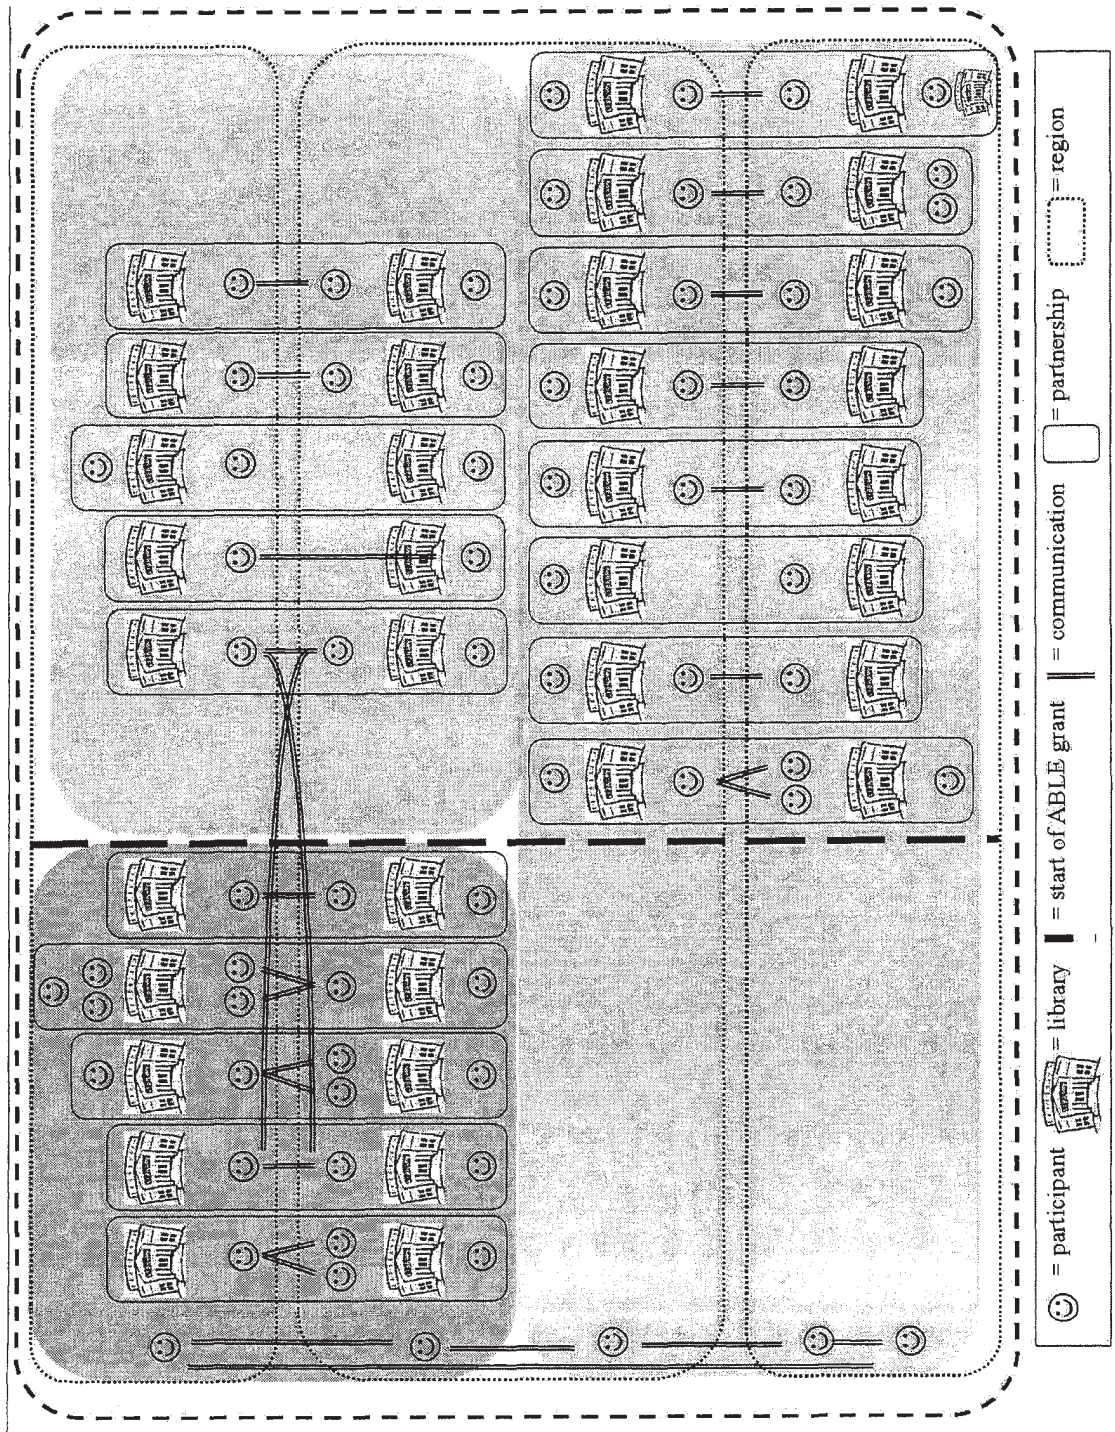 = participant = library = start of ABLE grant = communication = partnership = region